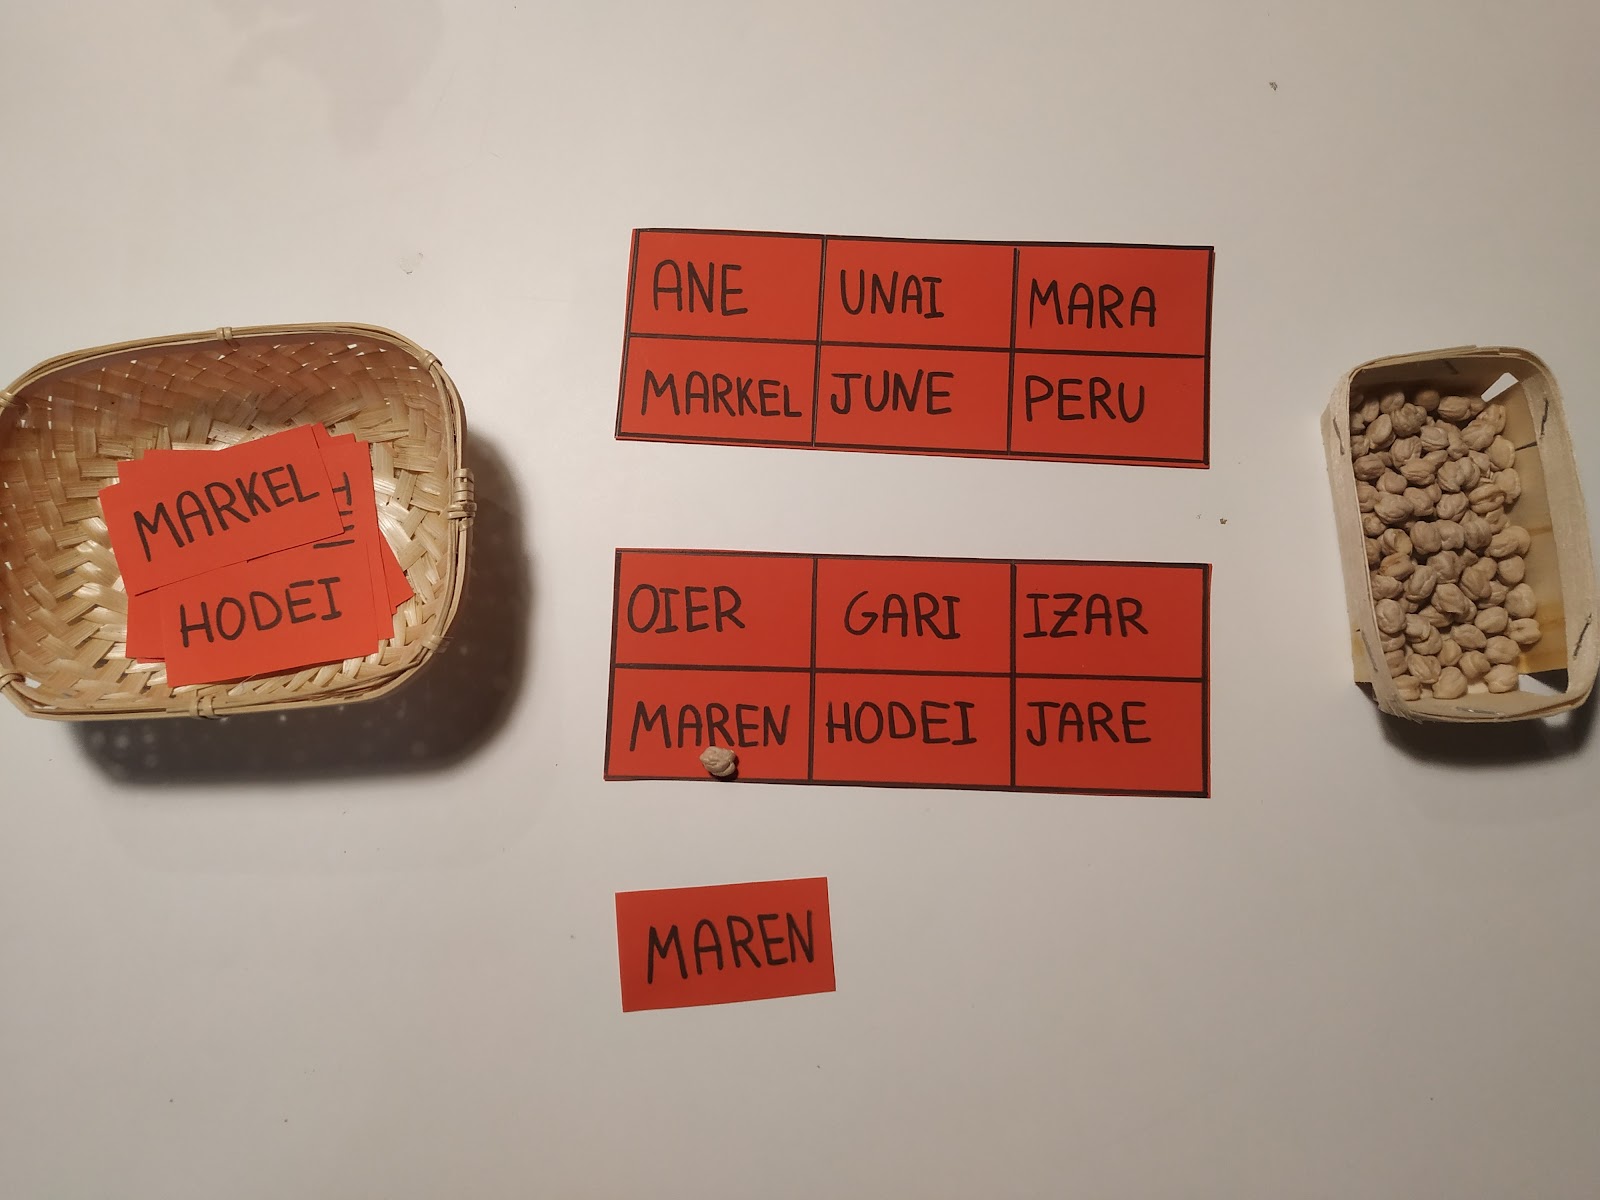 MARKEL
HODEI
ANE UNAI MARA
MARKEL JUNE PERU
OIER GARI IZAR
MAREN HODEI JARE
MAREN